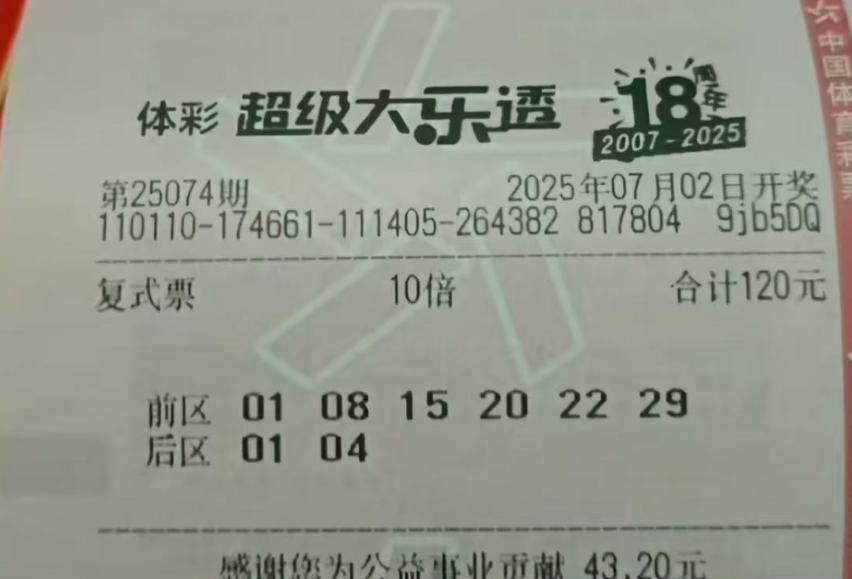 体彩 超级大乐透 18周年
2007-2025
第25074期 2025年07月02日开奖
110110-174661-111405-264382 817804 9jb5DQ
复式票 10倍 合计120元
前区 01 08 15 20 22 29
后区 01 04
感谢您为公益事业贡献 43.20元
中国体育彩票